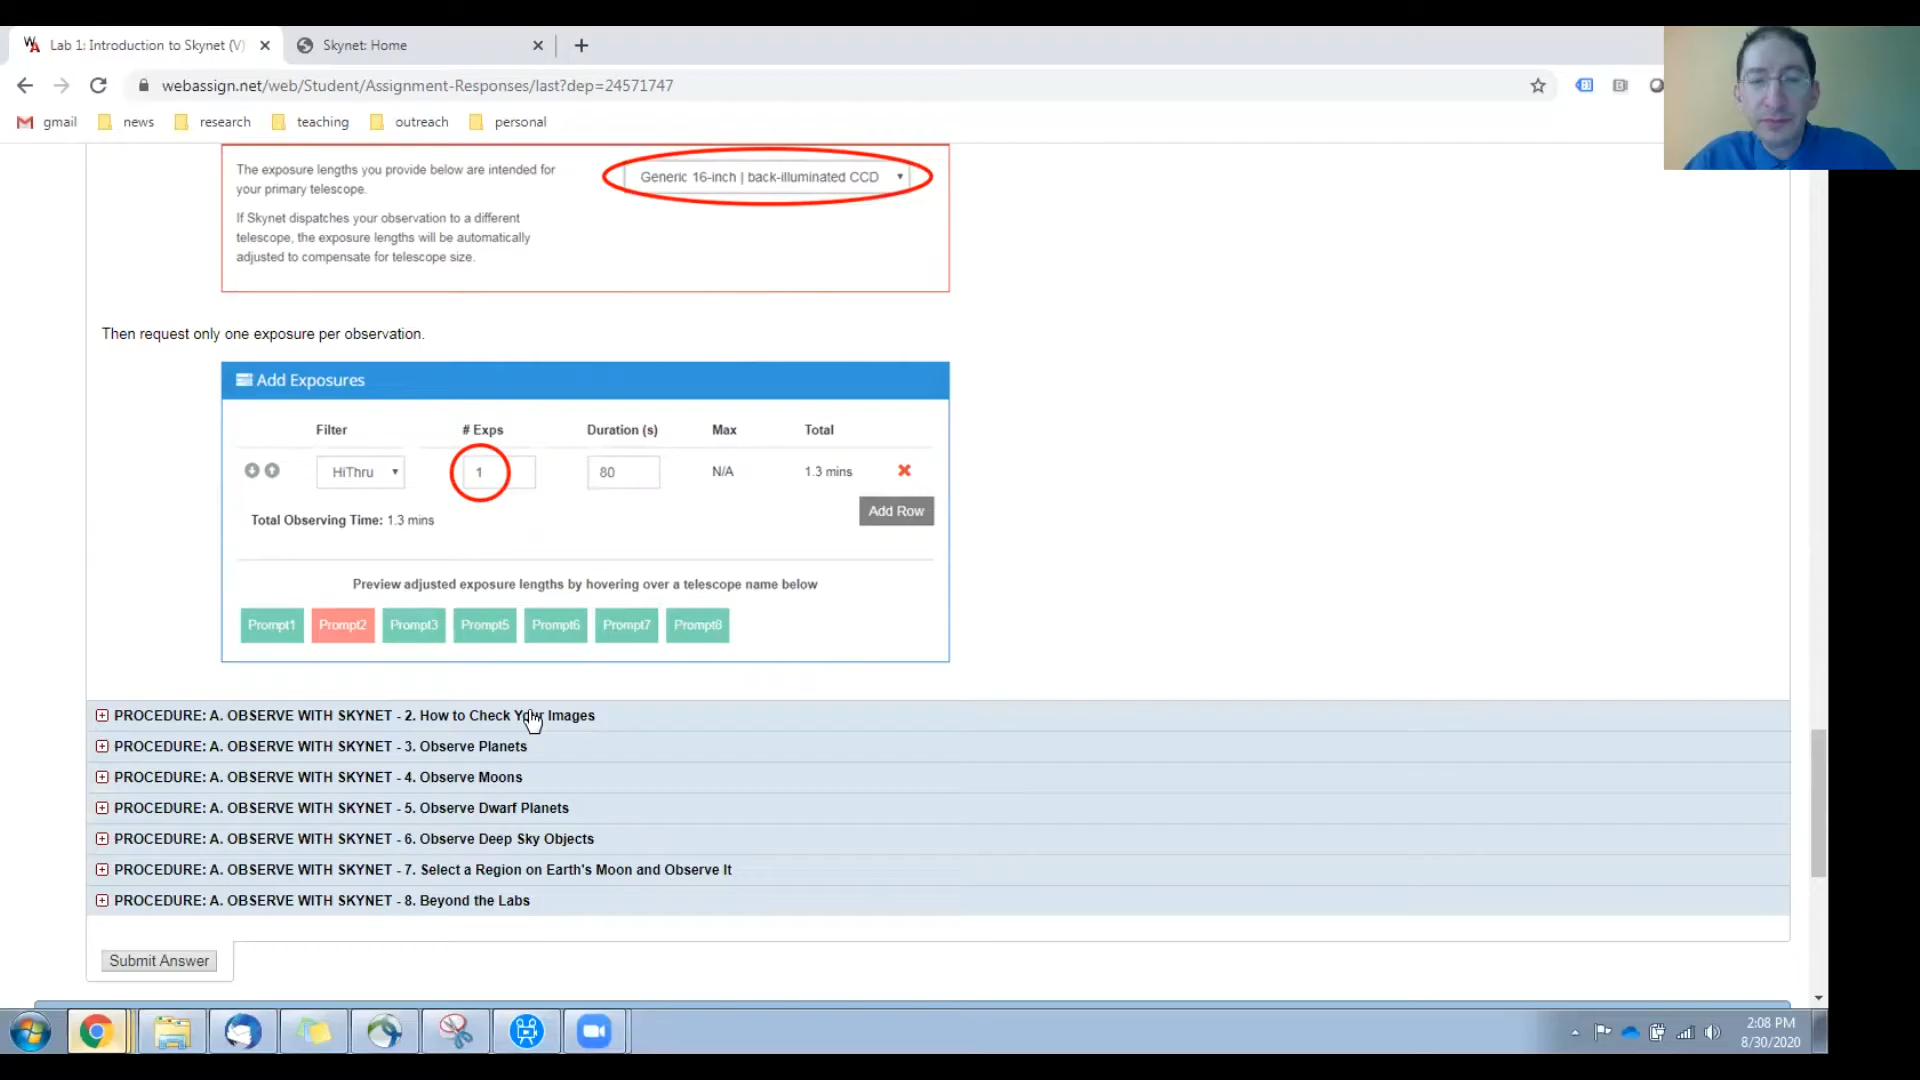 Lab 1: Introduction to Skynet (V)
Skynet: Home
webassign.net/web/Student/Assignment-Responses/last?dep=24571747
gmail
news
research
teaching
outreach
personal
The exposure lengths you provide below are intended for
your primary telescope.
Generic 16-inch | back-illuminated CCD
If Skynet dispatches your observation to a different
telescope, the exposure lengths will be automatically
adjusted to compensate for telescope size.
Then request only one exposure per observation.
Add Exposures
Filter # Exps Duration (s) Max Total
HiThru 1 80 N/A 1.3 mins
Add Row
Total Observing Time: 1.3 mins
Preview adjusted exposure lengths by hovering over a telescope name below
Prompt1 Prompt2 Prompt3 Prompt5 Prompt6 Prompt7 Prompt8
PROCEDURE: A. OBSERVE WITH SKYNET - 2. How to Check Your Images
PROCEDURE: A. OBSERVE WITH SKYNET - 3. Observe Planets
PROCEDURE: A. OBSERVE WITH SKYNET - 4. Observe Moons
PROCEDURE: A. OBSERVE WITH SKYNET - 5. Observe Dwarf Planets
PROCEDURE: A. OBSERVE WITH SKYNET - 6. Observe Deep Sky Objects
PROCEDURE: A. OBSERVE WITH SKYNET - 7. Select a Region on Earth's Moon and Observe It
PROCEDURE: A. OBSERVE WITH SKYNET - 8. Beyond the Labs
Submit Answer
2:08 PM
8/30/2020